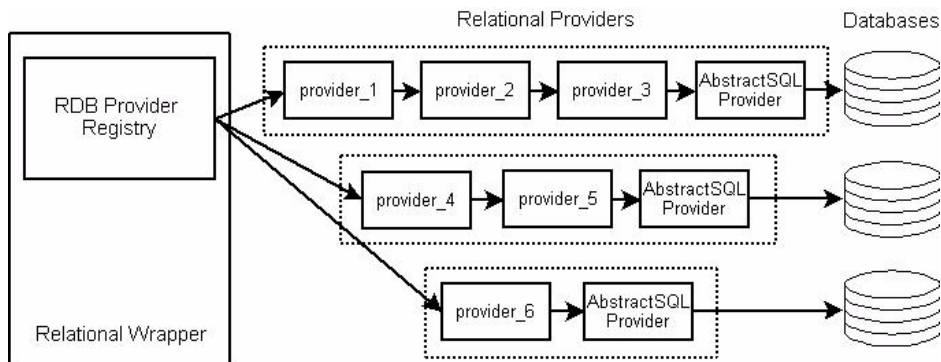 Relational Providers
Databases
RDB Provider
Registry
provider_1
provider_2
provider_3
AbstractSQL
Provider
provider_4
provider_5
AbstractSQL
Provider
provider_6
AbstractSQL
Provider
Relational Wrapper